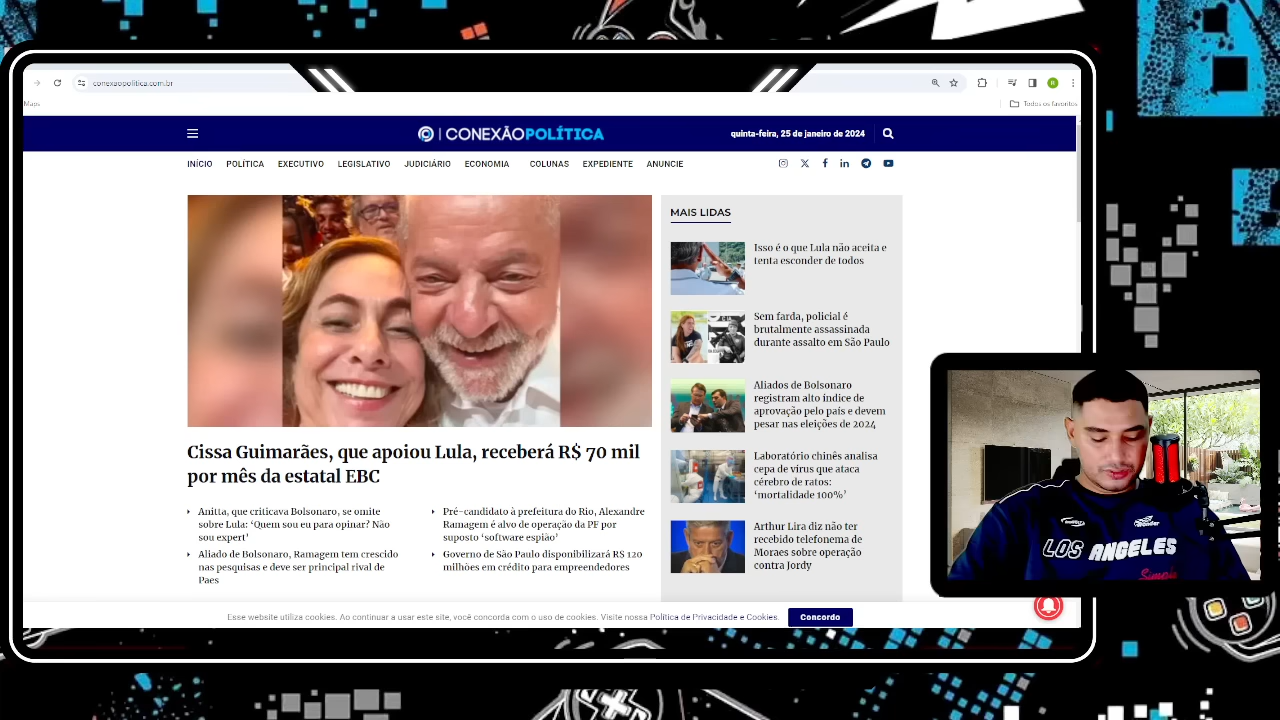 conexaopolitica.com.br
Maps
Todos os favoritos
CONEXÃOPOLÍTICA
quinta-feira, 25 de janeiro de 2024
INÍCIO POLÍTICA EXECUTIVO LEGISLATIVO JUDICIÁRIO ECONOMIA COLUNAS EXPEDIENTE ANUNCIE
Cissa Guimarães, que apoiou Lula, receberá R$ 70 mil
por mês da estatal EBC
Anitta, que criticava Bolsonaro, se omite
sobre Lula: ‘Quem sou eu para opinar? Não
sou expert’
Aliado de Bolsonaro, Ramagem tem crescido
nas pesquisas e deve ser principal rival de
Paes
Pré-candidato à prefeitura do Rio, Alexandre
Ramagem é alvo de operação da PF por
suposto ‘software espião’
Governo de São Paulo disponibilizará R$ 120
milhões em crédito para empreendedores
MAIS LIDAS
Isso é o que Lula não aceita e
tenta esconder de todos
Sem farda, policial é
brutalmente assassinada
durante assalto em São Paulo
Aliados de Bolsonaro
registram alto índice de
aprovação pelo país e devem
pesar nas eleições de 2024
Laboratório chinês analisa
cepa de vírus que ataca
cérebro de ratos:
‘mortalidade 100%’
Arthur Lira diz não ter
recebido telefonema de
Moraes sobre operação
contra Jordy
Esse website utiliza cookies. Ao continuar a usar este site, você concorda com o uso de cookies. Visite nossa Política de Privacidade e Cookies.
Concordo
LOS ANGELES